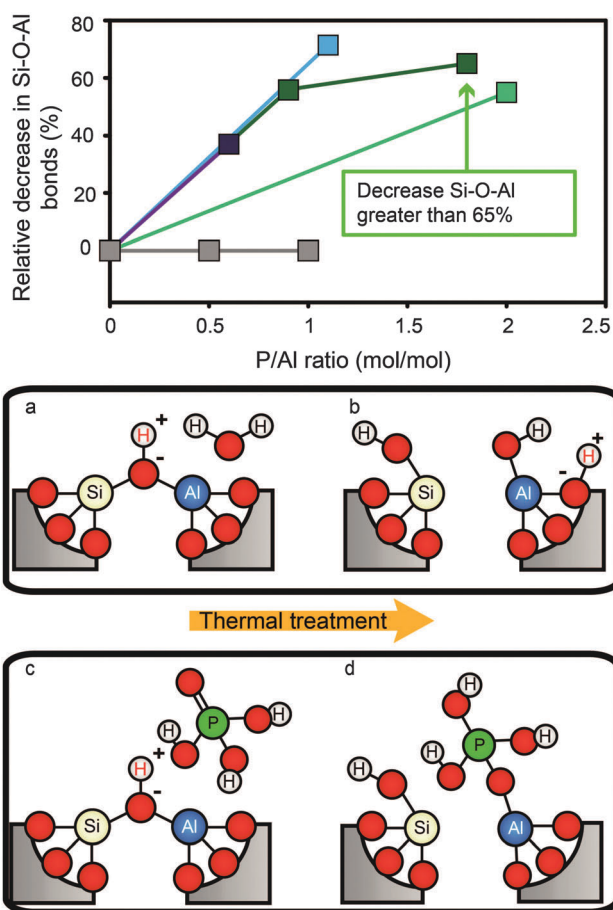 Relative decrease in Si-O-Al
bonds (%)
80
60
40
20
0
Decrease Si-O-Al
greater than 65%
0
0.5
1
1.5
2
2.5
P/Al ratio (mol/mol)
a
H
+
-
Si
Al
H
H
b
H
Si
H
Al
-
H
+
Thermal treatment
c
H
+
-
Si
Al
P
H
H
H
d
H
Si
H
P
H
H
Al